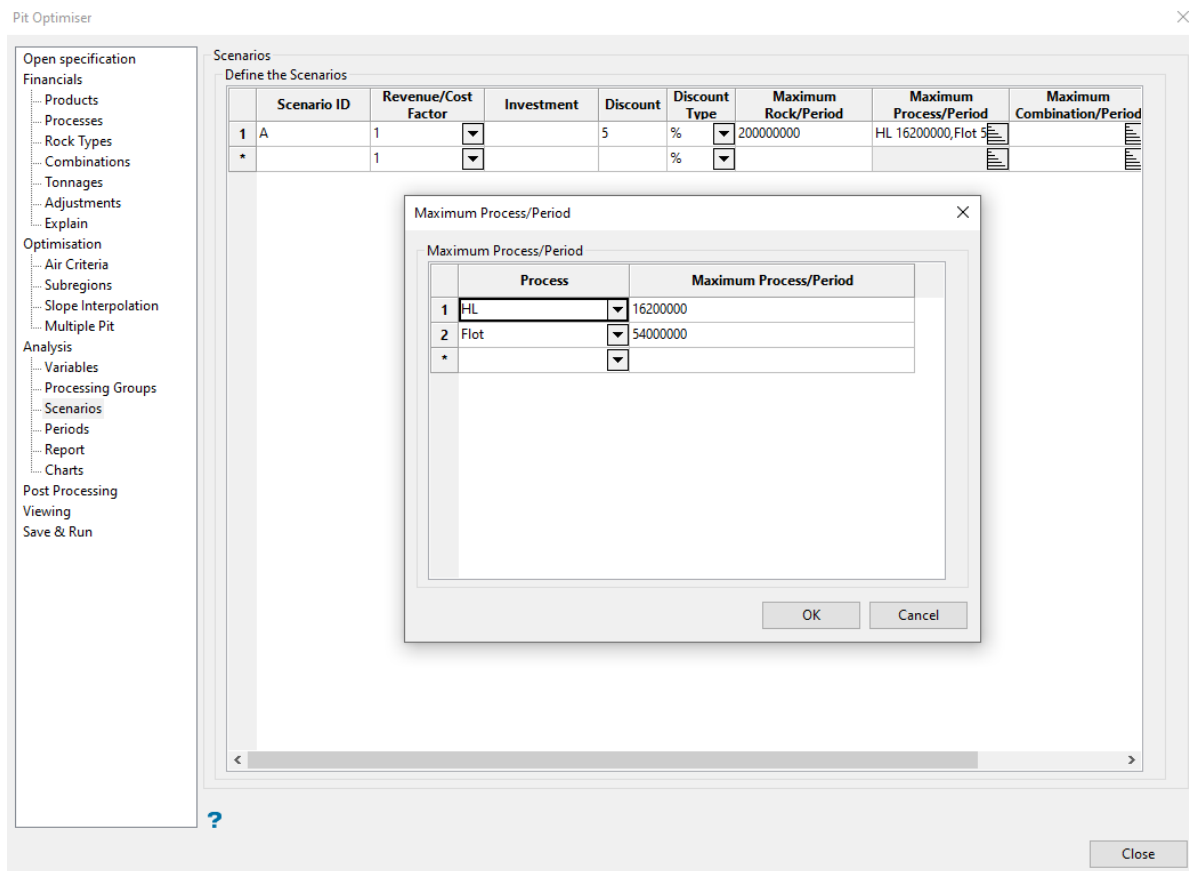 Pit Optimiser
Open specification
Financials
Products
Processes
Rock Types
Combinations
Tonnages
Adjustments
Explain
Optimisation
Air Criteria
Subregions
Slope Interpolation
Multiple Pit
Analysis
Variables
Processing Groups
Scenarios
Periods
Report
Charts
Post Processing
Viewing
Save & Run
Scenarios
Define the Scenarios
Scenario ID Revenue/Cost Factor Investment Discount Discount Type Maximum Rock/Period Maximum Process/Period Maximum Combination/Period
1 A 1 5 % 200000000 HL 16200000,Flot 5
* 1 %
Maximum Process/Period
Maximum Process/Period
Process Maximum Process/Period
1 HL 16200000
2 Flot 54000000
*
OK Cancel
?
Close